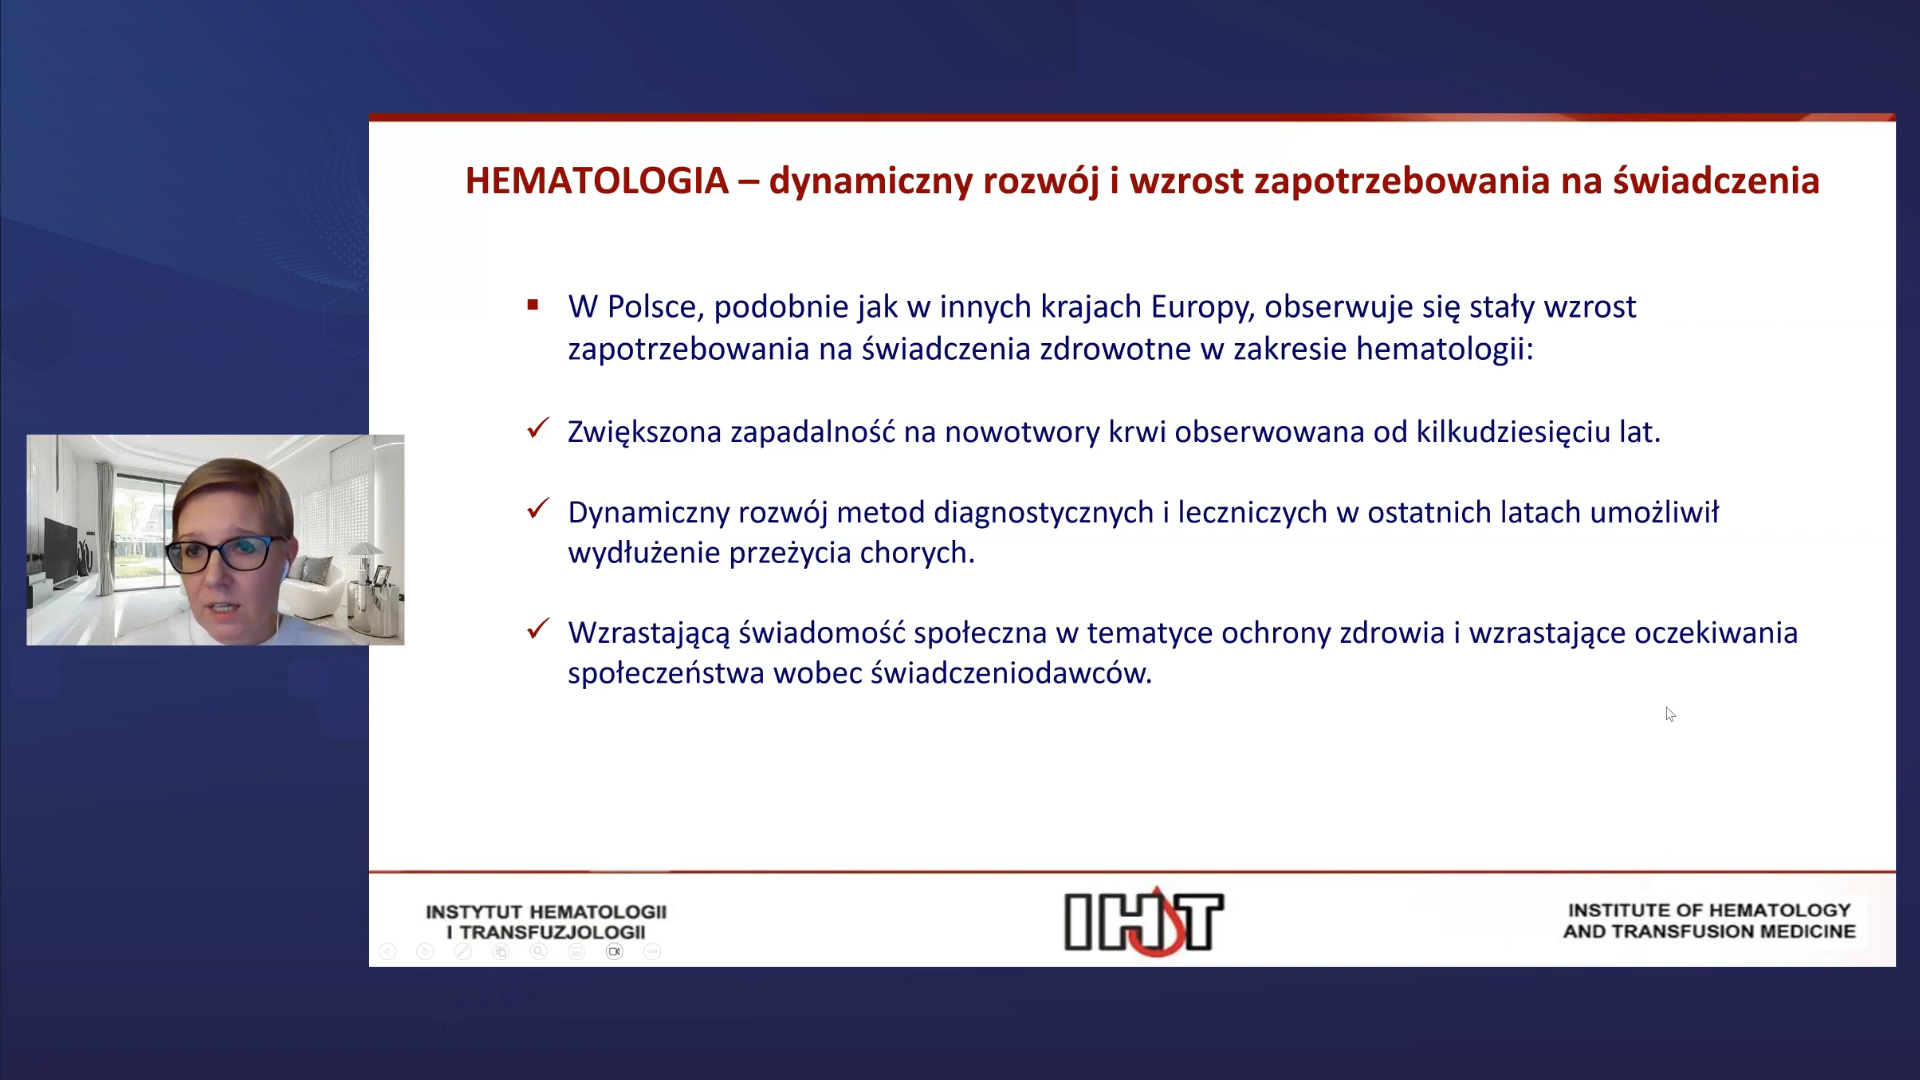 HEMATOLOGIA – dynamiczny rozwój i wzrost zapotrzebowania na świadczenia
▪ W Polsce, podobnie jak w innych krajach Europy, obserwuje się stały wzrost
zapotrzebowania na świadczenia zdrowotne w zakresie hematologii:
✓ Zwiększona zapadalność na nowotwory krwi obserwowana od kilkudziesięciu lat.
✓ Dynamiczny rozwój metod diagnostycznych i leczniczych w ostatnich latach umożliwił
wydłużenie przeżycia chorych.
✓ Wzrastającą świadomość społeczna w tematyce ochrony zdrowia i wzrastające oczekiwania
społeczeństwa wobec świadczeniodawców.
INSTYTUT HEMATOLOGII
I TRANSFUZJOLOGII
IHiT
INSTITUTE OF HEMATOLOGY
AND TRANSFUSION MEDICINE